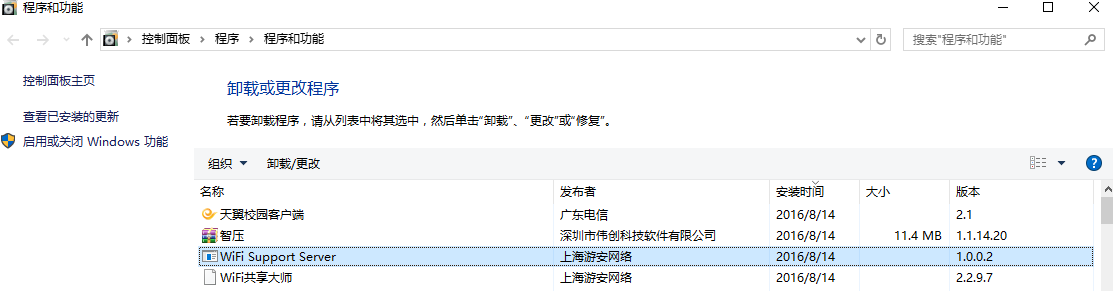 程序和功能
控制面板 程序 程序和功能
搜索"程序和功能"
控制面板主页
查看已安装的更新
启用或关闭 Windows 功能
卸载或更改程序
若要卸载程序，请从列表中将其选中，然后单击“卸载”、“更改”或“修复”。
组织 卸载/更改
名称 发布者 安装时间 大小 版本
天翼校园客户端 广东电信 2016/8/14 2.1
智压 深圳市伟创科技软件有限公司 2016/8/14 11.4 MB 1.1.14.20
WiFi Support Server 上海游安网络 2016/8/14 1.0.0.2
WiFi共享大师 上海游安网络 2016/8/14 2.2.9.7